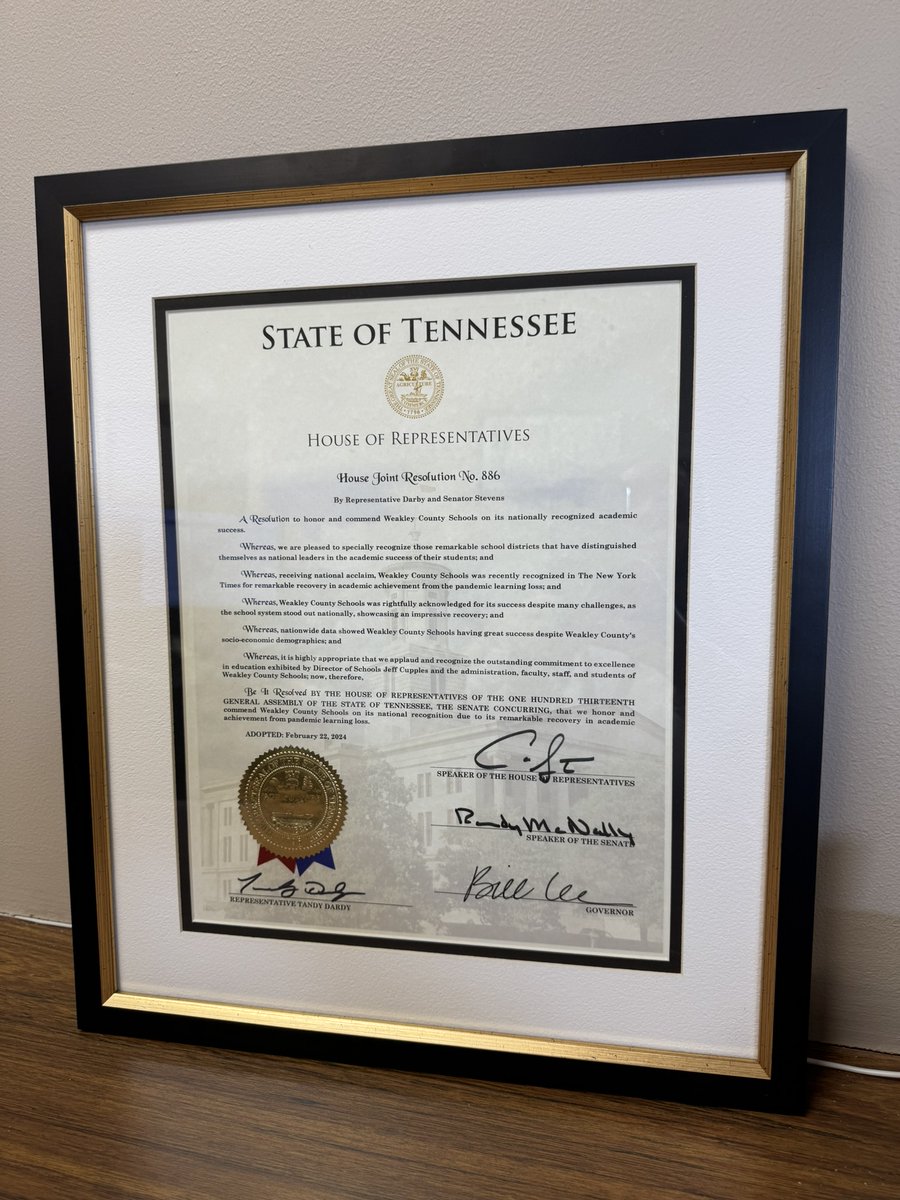 STATE OF TENNESSEE
AGRICULTURE
COMMERCE
1796
HOUSE OF REPRESENTATIVES
House Joint Resolution No. 886
By Representative Darby and Senator Stevens
A Resolution to honor and commend Weakley County Schools on its nationally recognized academic
success.
Whereas, we are pleased to specially recognize those remarkable school districts that have distinguished
themselves as national leaders in the academic success of their students; and
Whereas, receiving national acclaim, Weakley County Schools was recently recognized in The New York
Times for remarkable recovery in academic achievement from the pandemic learning loss; and
Whereas, Weakley County Schools was rightfully acknowledged for its success despite many challenges, as
the school system stood out nationally, showcasing an impressive recovery; and
Whereas, nationwide data showed Weakley County Schools having great success despite Weakley County's
socio-economic demographics; and
Whereas, it is highly appropriate that we applaud and recognize the outstanding commitment to excellence
in education exhibited by Director of Schools Jeff Cupples and the administration, faculty, staff, and students of
Weakley County Schools; now, therefore,
Be It Resolved BY THE HOUSE OF REPRESENTATIVES OF THE ONE HUNDRED THIRTEENTH
GENERAL ASSEMBLY OF THE STATE OF TENNESSEE, THE SENATE CONCURRING, that we honor and
commend Weakley County Schools on its national recognition due to its remarkable recovery in academic
achievement from pandemic learning loss.
ADOPTED: February 22, 2024
SPEAKER OF THE HOUSE OF REPRESENTATIVES
Randy McNally
SPEAKER OF THE SENATE
Tandy Darby
REPRESENTATIVE TANDY DARBY
Bill Lee
GOVERNOR